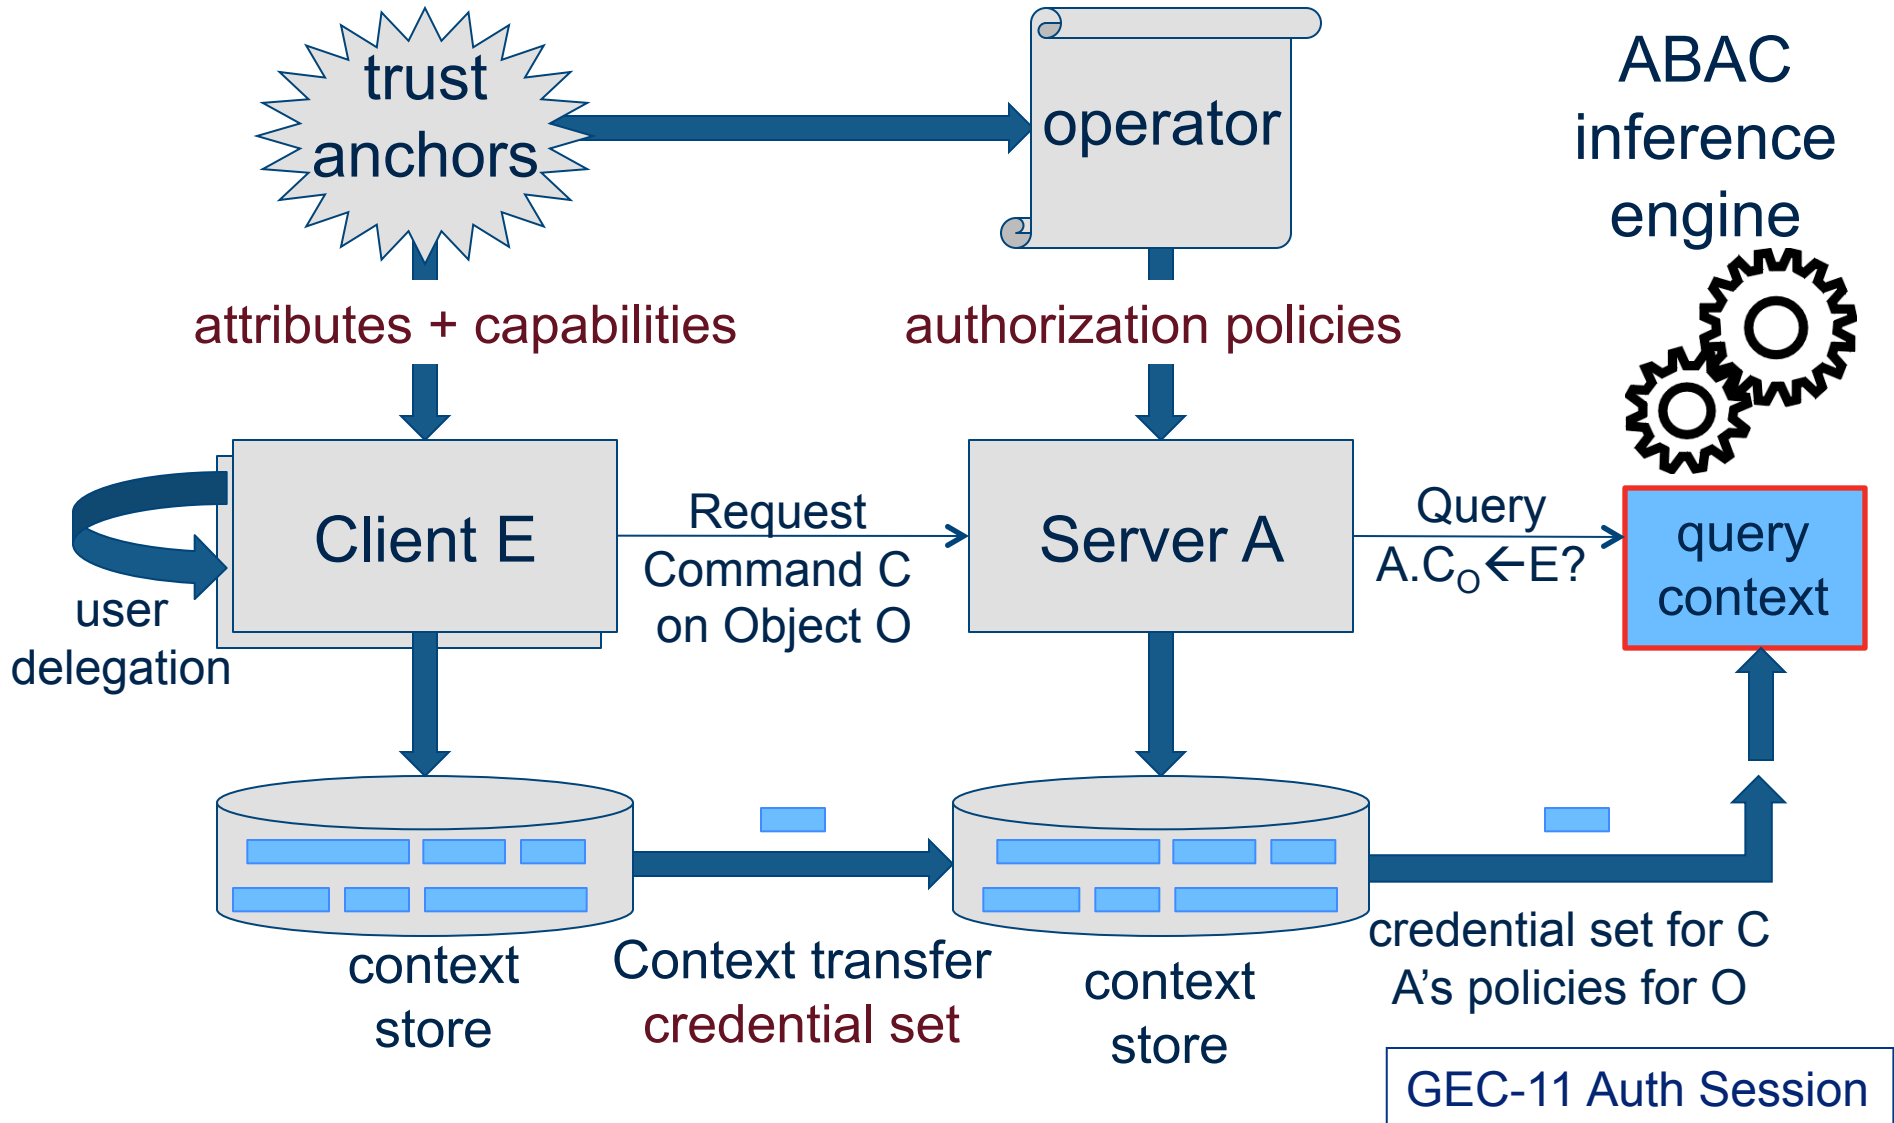 trust
anchors
operator
ABAC
inference
engine
attributes + capabilities
authorization policies
Client E
Request
Command C
on Object O
Server A
Query
A.C_O←E?
query
context
user
delegation
context
store
Context transfer
credential set
context
store
credential set for C
A’s policies for O
GEC-11 Auth Session